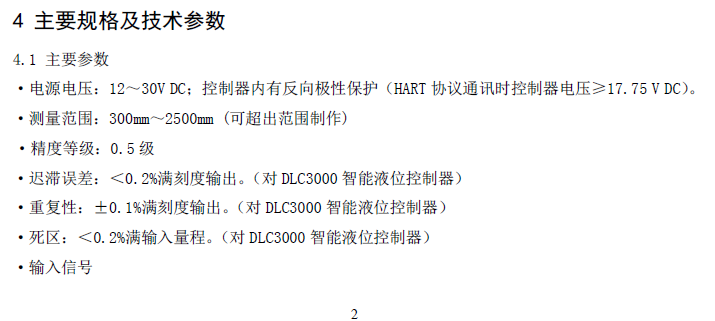 4 主要规格及技术参数
4.1 主要参数
·电源电压：12～30V DC；控制器内有反向极性保护（HART 协议通讯时控制器电压≥17.75 V DC）。
·测量范围：300mm～2500mm (可超出范围制作)
·精度等级：0.5 级
·迟滞误差：＜0.2%满刻度输出。（对 DLC3000 智能液位控制器）
·重复性：±0.1%满刻度输出。（对 DLC3000 智能液位控制器）
·死区：＜0.2%满输入量程。（对 DLC3000 智能液位控制器）
·输入信号
2